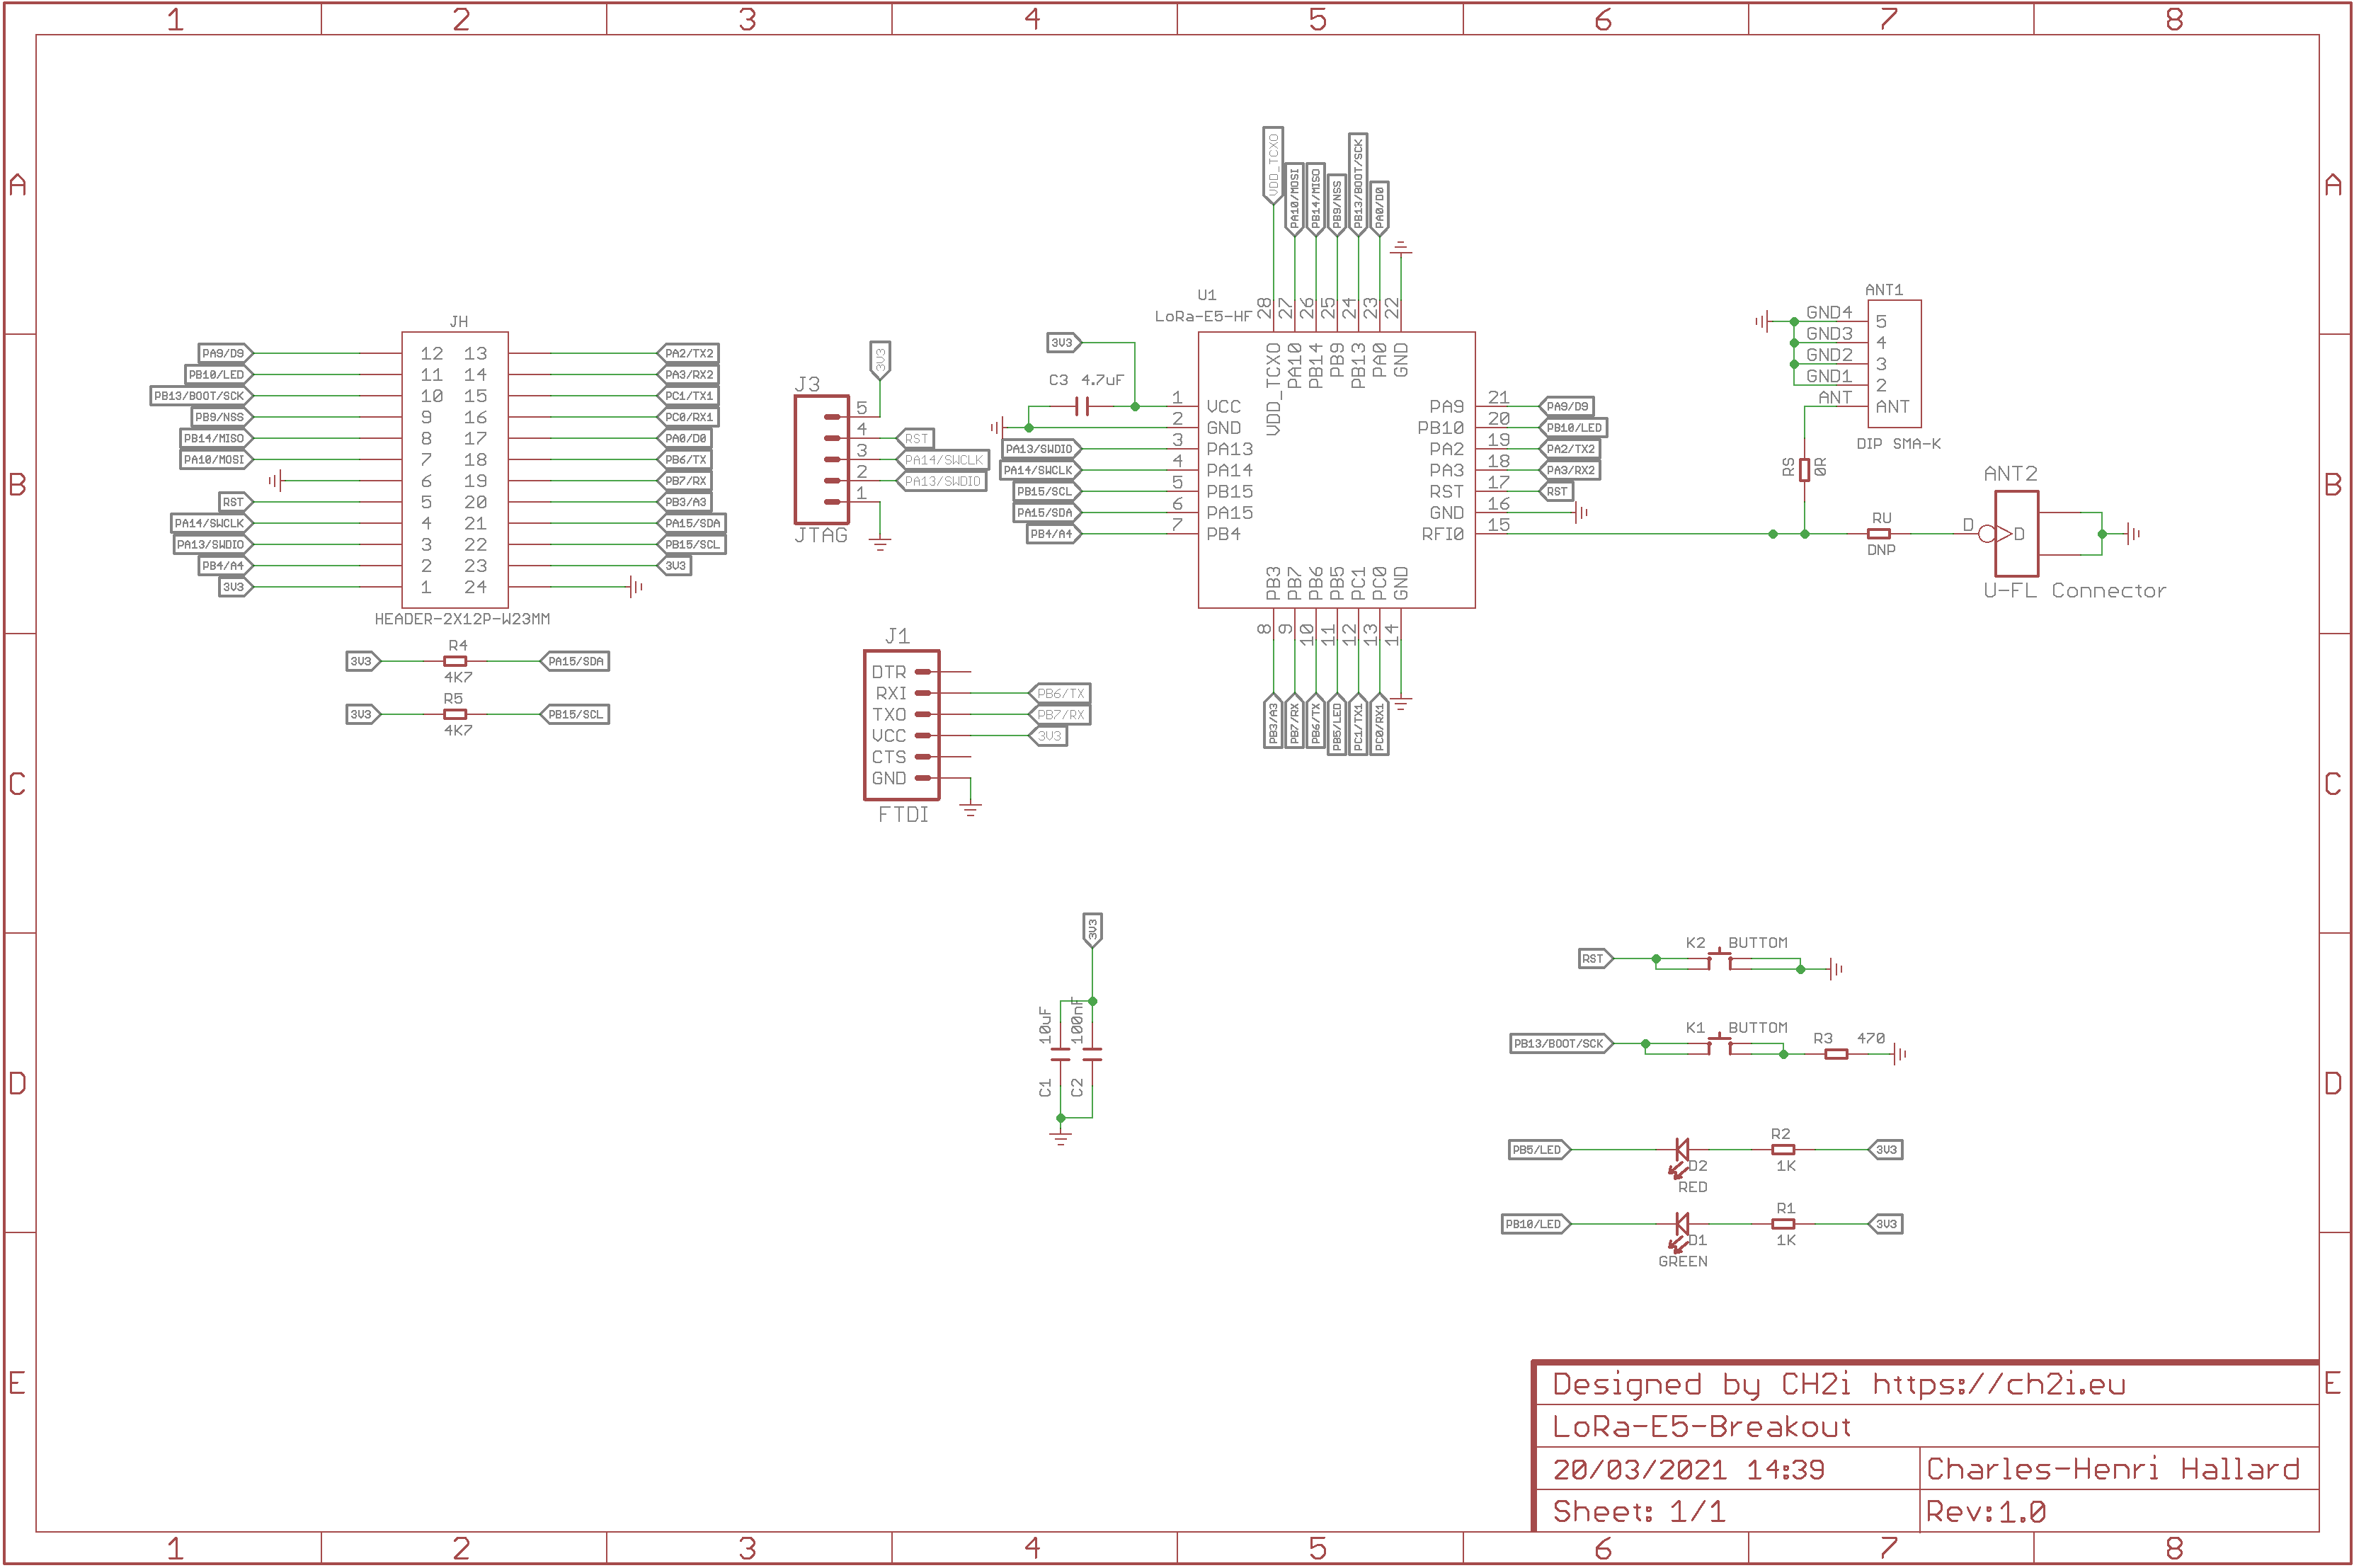 1 2 3 4 5 6 7 8
A
B
C
D
E
A
B
C
D
E
JH
PA9/D9 12 13 PA2/TX2
PB10/LED 11 14 PA3/RX2
PB13/BOOT/SCK 10 15 PC1/TX1
PB9/NSS 9 16 PC0/RX1
PB14/MISO 8 17 PA0/D0
PA10/MOSI 7 18 PB6/TX
6 19 PB7/RX
RST 5 20 PB3/A3
PA14/SWCLK 4 21 PA15/SDA
PA13/SWDIO 3 22 PB15/SCL
PB4/A4 2 23 3V3
3V3 1 24
HEADER-2X12P-W23MM
R4
3V3 PA15/SDA
4K7
R5
3V3 PB15/SCL
4K7
3V3
J3
5
4 RST
3 PA14/SWCLK
2 PA13/SWDIO
1
JTAG
J1
DTR
RXI PB6/TX
TXO PB7/RX
VCC 3V3
CTS
GND
FTDI
U1
LoRa-E5-HF
VDD_TCXO 28 VDD_TCXO
PA10/MOSI 27 PA10
PB14/MISO 26 PB14
PB9/NSS 25 PB9
PB13/BOOT/SCK 24 PB13
PA0/D0 23 PA0
22 GND
3V3
C3 4.7uF
1 VCC
2 GND
PA13/SWDIO 3 PA13
PA14/SWCLK 4 PA14
PB15/SCL 5 PB15
PA15/SDA 6 PA15
PB4/A4 7 PB4
PA9 21 PA9/D9
PB10 20 PB10/LED
PA2 19 PA2/TX2
PA3 18 PA3/RX2
RST 17 RST
GND 16
RFI0 15
PB3 8 PB3/A3
PB7 9 PB7/RX
PB6 10 PB6/TX
PB5 11 PB5/LED
PC1 12 PC1/TX1
PC0 13 PC0/RX1
GND 14
ANT1
GND4 5
GND3 4
GND2 3
GND1 2
ANT ANT
DIP SMA-K
RS 0R
RU
DNP
ANT2
D D
U-FL Connector
3V3
10uF 100nF
C1 C2
K2 BUTTOM
RST
K1 BUTTOM R3 470
PB13/BOOT/SCK
R2
PB5/LED 3V3
D2 1K
RED
R1
PB10/LED 3V3
D1 1K
GREEN
Designed by CH2i https://ch2i.eu
LoRa-E5-Breakout
20/03/2021 14:39 Charles-Henri Hallard
Sheet: 1/1 Rev:1.0
1 2 3 4 5 6 7 8